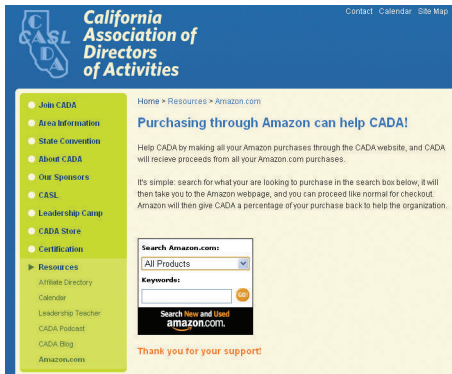 Contact Calendar Site Map
CASL
CADA
California
Association of
Directors
of Activities
Join CADA
Area Information
State Convention
About CADA
Our Sponsors
CASL
Leadership Camp
CADA Store
Certification
Resources
Affiliate Directory
Calendar
Leadership Teacher
CADA Podcast
CADA Blog
Amazon.com
Home > Resources > Amazon.com
Purchasing through Amazon can help CADA!
Help CADA by making all your Amazon purchases through the CADA website, and CADA
will recieve proceeds from all your Amazon.com purchases.
It's simple: search for what your are looking to purchase in the search box below, it will
then take you to the Amazon webpage, and you can proceed like normal for checkout.
Amazon will then give CADA a percentage of your purchase back to help the organization.
Search Amazon.com:
All Products
Keywords:
GO!
Search New and Used
amazon.com.
Thank you for your support!